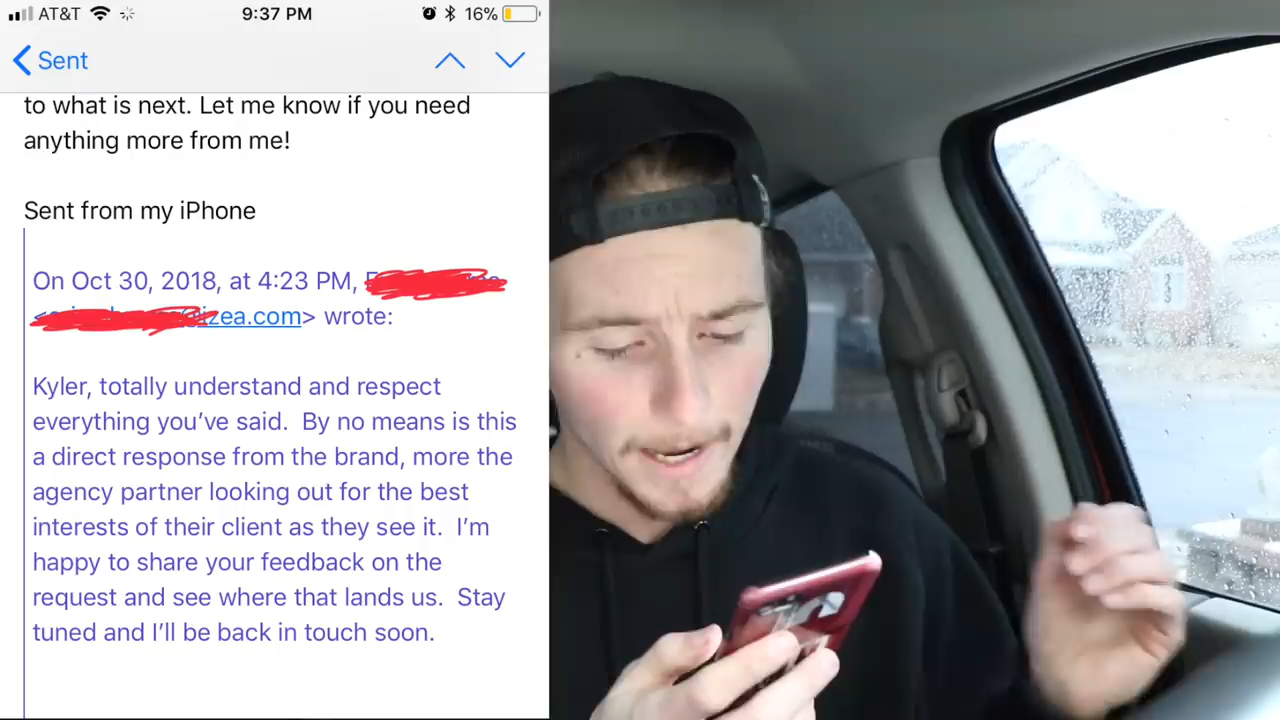 AT&T 9:37 PM 16%
Sent
to what is next. Let me know if you need
anything more from me!
Sent from my iPhone
On Oct 30, 2018, at 4:23 PM,
izea.com> wrote:
Kyler, totally understand and respect
everything you’ve said.  By no means is this
a direct response from the brand, more the
agency partner looking out for the best
interests of their client as they see it.  I’m
happy to share your feedback on the
request and see where that lands us.  Stay
tuned and I’ll be back in touch soon.